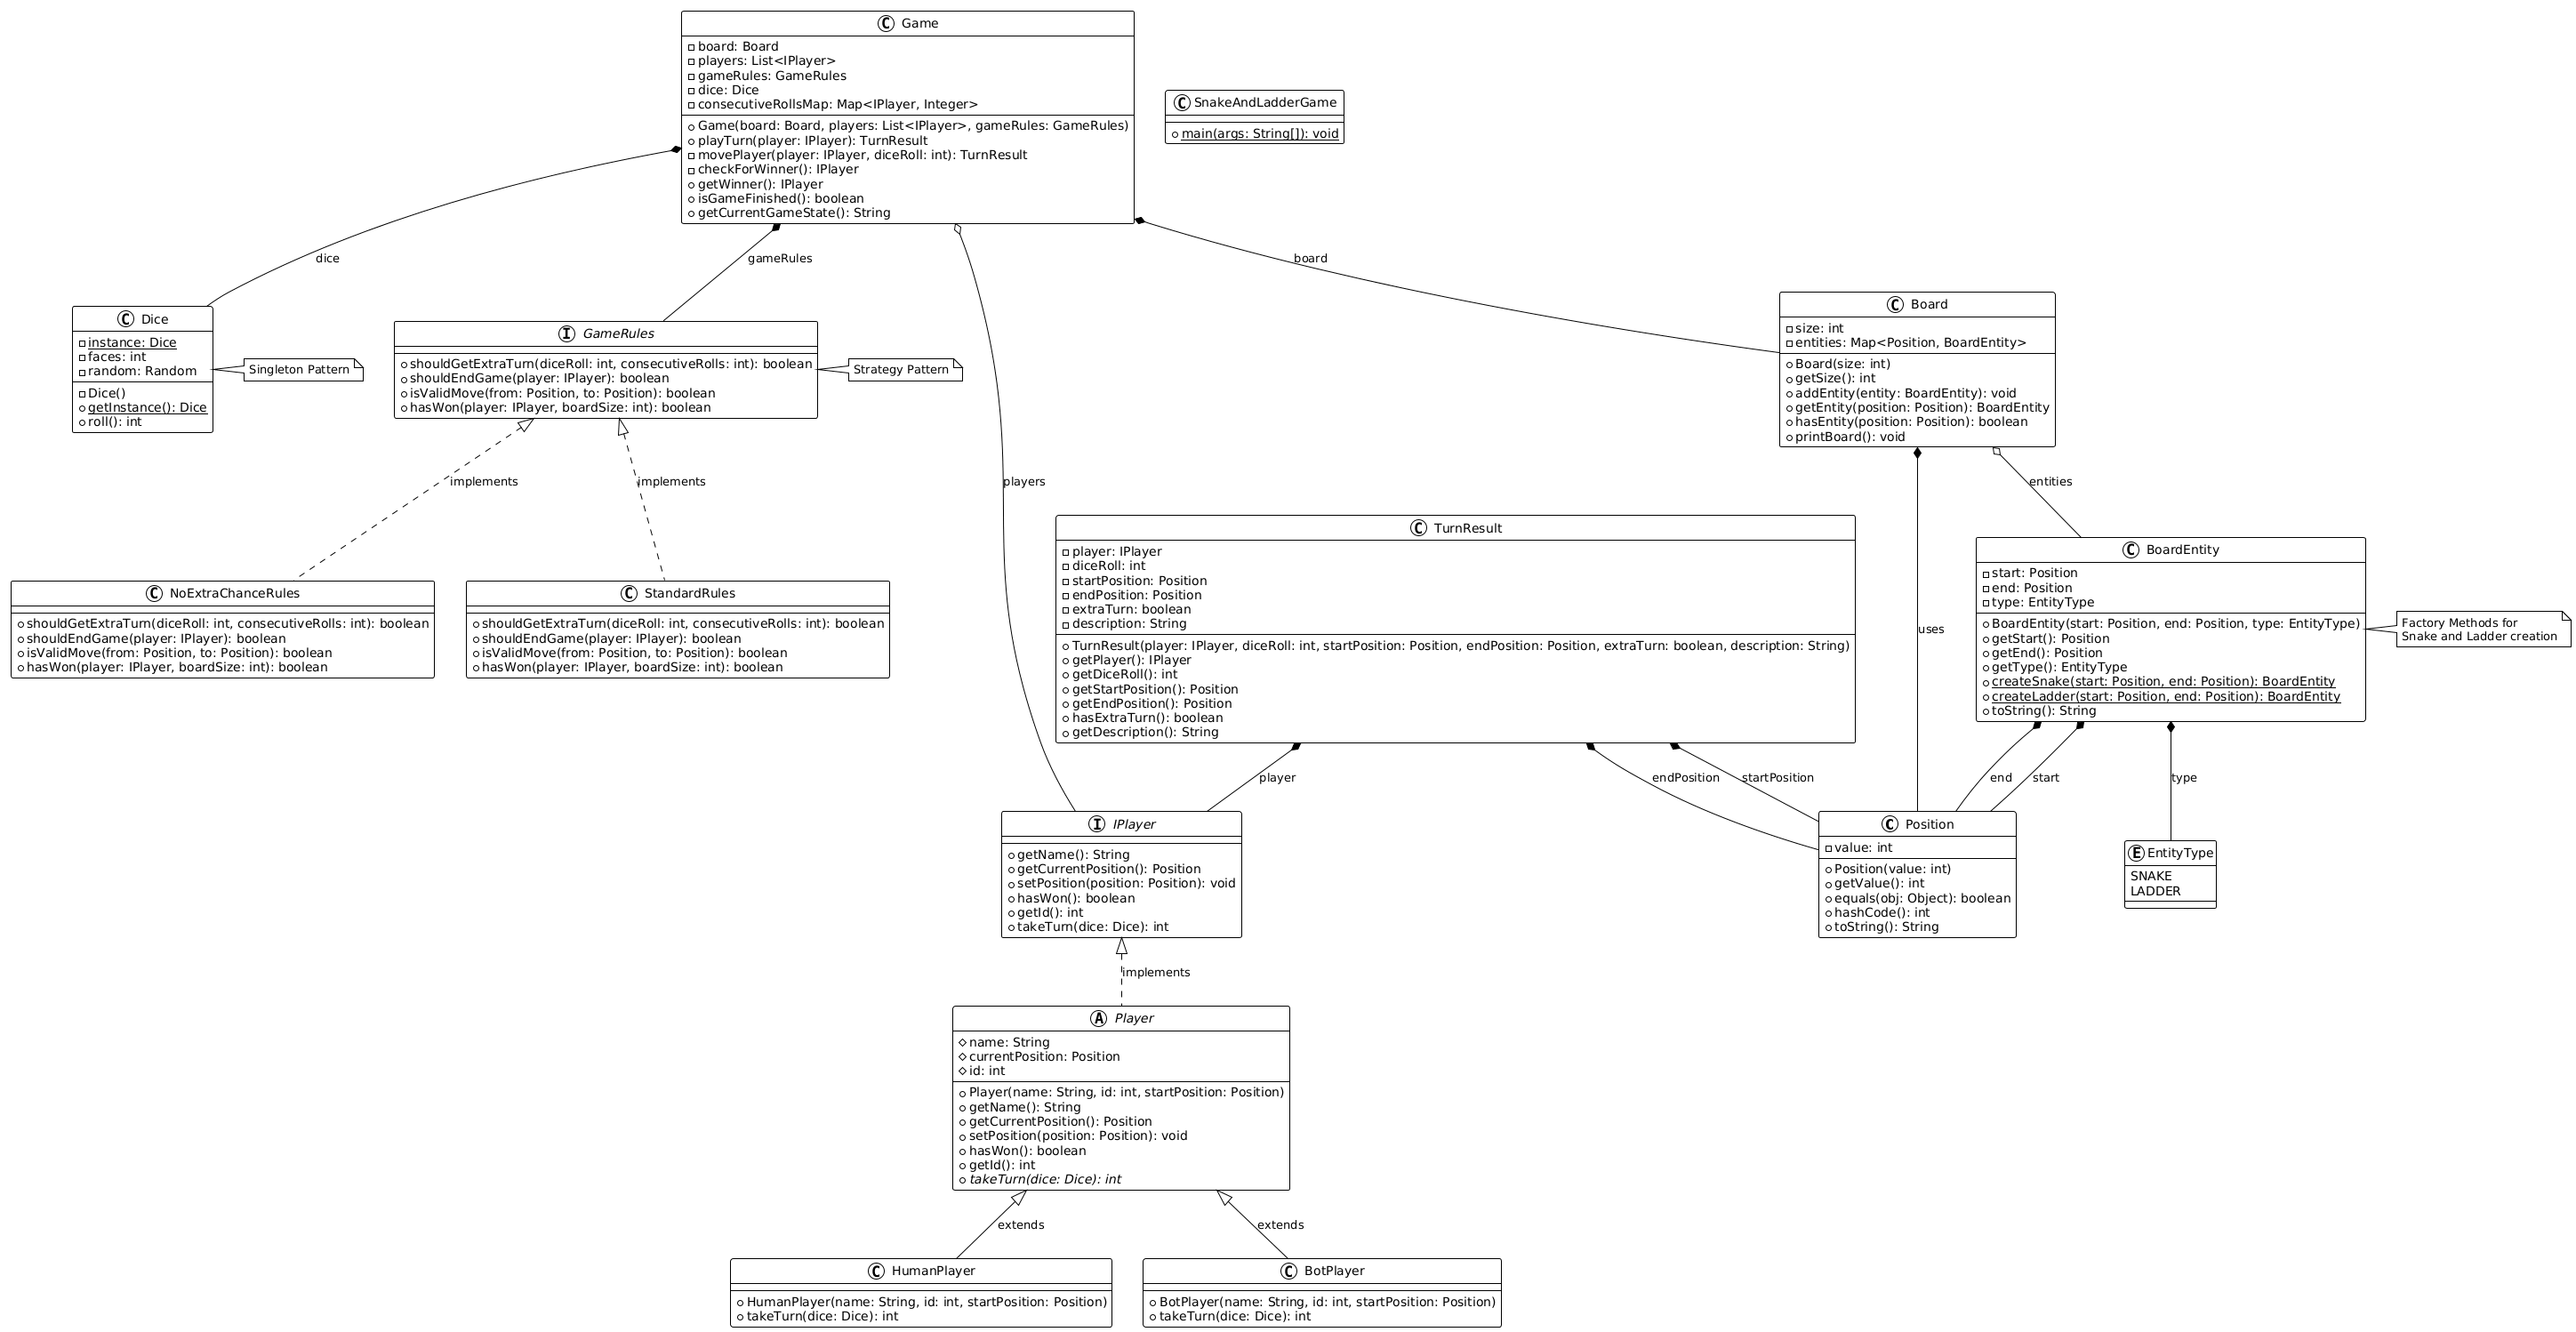 Game
board: Board
players: List<IPlayer>
gameRules: GameRules
dice: Dice
consecutiveRollsMap: Map<IPlayer, Integer>
Game(board: Board, players: List<IPlayer>, gameRules: GameRules)
playTurn(player: IPlayer): TurnResult
movePlayer(player: IPlayer, diceRoll: int): TurnResult
checkForWinner(): IPlayer
getWinner(): IPlayer
isGameFinished(): boolean
getCurrentGameState(): String
SnakeAndLadderGame
main(args: String[]): void
dice
gameRules
board
players
Dice
instance: Dice
faces: int
random: Random
Dice()
getInstance(): Dice
roll(): int
Singleton Pattern
GameRules
shouldGetExtraTurn(diceRoll: int, consecutiveRolls: int): boolean
shouldEndGame(player: IPlayer): boolean
isValidMove(from: Position, to: Position): boolean
hasWon(player: IPlayer, boardSize: int): boolean
Strategy Pattern
Board
size: int
entities: Map<Position, BoardEntity>
Board(size: int)
getSize(): int
addEntity(entity: BoardEntity): void
getEntity(position: Position): BoardEntity
hasEntity(position: Position): boolean
printBoard(): void
implements
implements
entities
uses
NoExtraChanceRules
shouldGetExtraTurn(diceRoll: int, consecutiveRolls: int): boolean
shouldEndGame(player: IPlayer): boolean
isValidMove(from: Position, to: Position): boolean
hasWon(player: IPlayer, boardSize: int): boolean
StandardRules
shouldGetExtraTurn(diceRoll: int, consecutiveRolls: int): boolean
shouldEndGame(player: IPlayer): boolean
isValidMove(from: Position, to: Position): boolean
hasWon(player: IPlayer, boardSize: int): boolean
TurnResult
player: IPlayer
diceRoll: int
startPosition: Position
endPosition: Position
extraTurn: boolean
description: String
TurnResult(player: IPlayer, diceRoll: int, startPosition: Position, endPosition: Position, extraTurn: boolean, description: String)
getPlayer(): IPlayer
getDiceRoll(): int
getStartPosition(): Position
getEndPosition(): Position
hasExtraTurn(): boolean
getDescription(): String
BoardEntity
start: Position
end: Position
type: EntityType
BoardEntity(start: Position, end: Position, type: EntityType)
getStart(): Position
getEnd(): Position
getType(): EntityType
createSnake(start: Position, end: Position): BoardEntity
createLadder(start: Position, end: Position): BoardEntity
toString(): String
Factory Methods for
Snake and Ladder creation
player
endPosition
startPosition
end
start
type
IPlayer
getName(): String
getCurrentPosition(): Position
setPosition(position: Position): void
hasWon(): boolean
getId(): int
takeTurn(dice: Dice): int
Position
value: int
Position(value: int)
getValue(): int
equals(obj: Object): boolean
hashCode(): int
toString(): String
EntityType
SNAKE
LADDER
implements
Player
name: String
currentPosition: Position
id: int
Player(name: String, id: int, startPosition: Position)
getName(): String
getCurrentPosition(): Position
setPosition(position: Position): void
hasWon(): boolean
getId(): int
takeTurn(dice: Dice): int
extends
extends
HumanPlayer
HumanPlayer(name: String, id: int, startPosition: Position)
takeTurn(dice: Dice): int
BotPlayer
BotPlayer(name: String, id: int, startPosition: Position)
takeTurn(dice: Dice): int